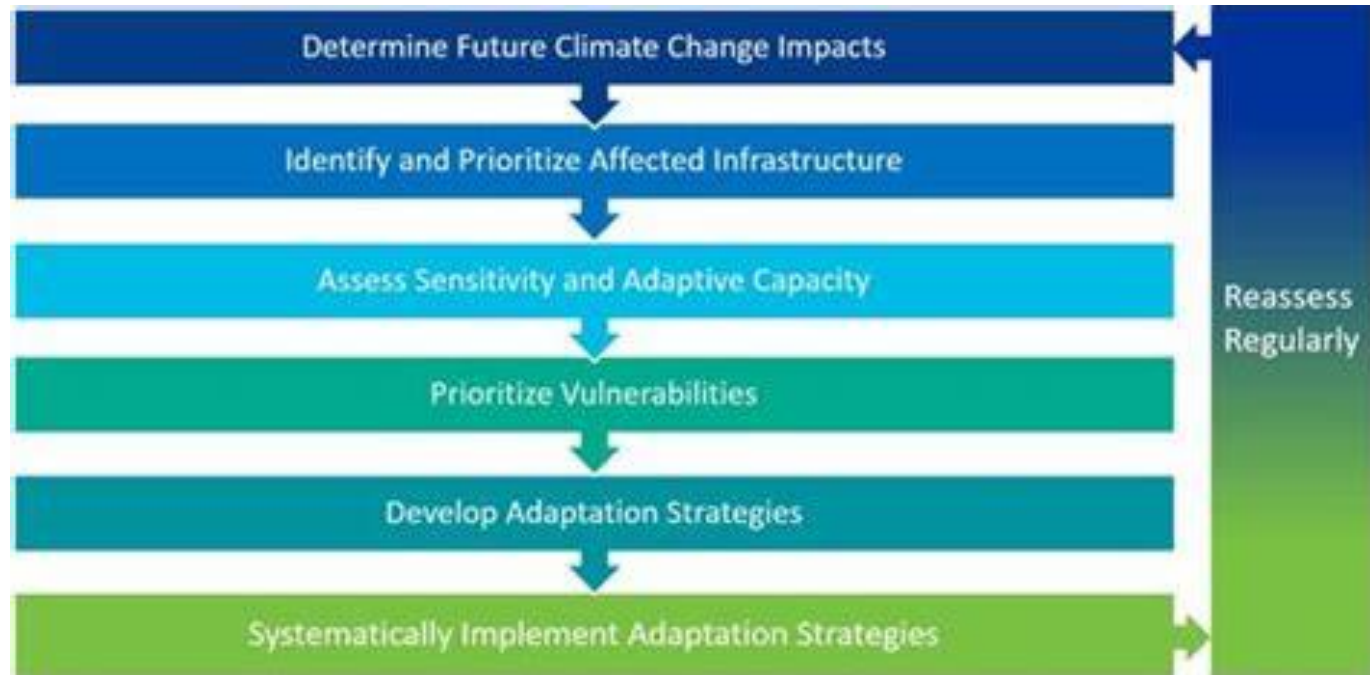 Determine Future Climate Change Impacts
Identify and Prioritize Affected Infrastructure
Assess Sensitivity and Adaptive Capacity
Prioritize Vulnerabilities
Develop Adaptation Strategies
Systematically Implement Adaptation Strategies
Reassess
Regularly